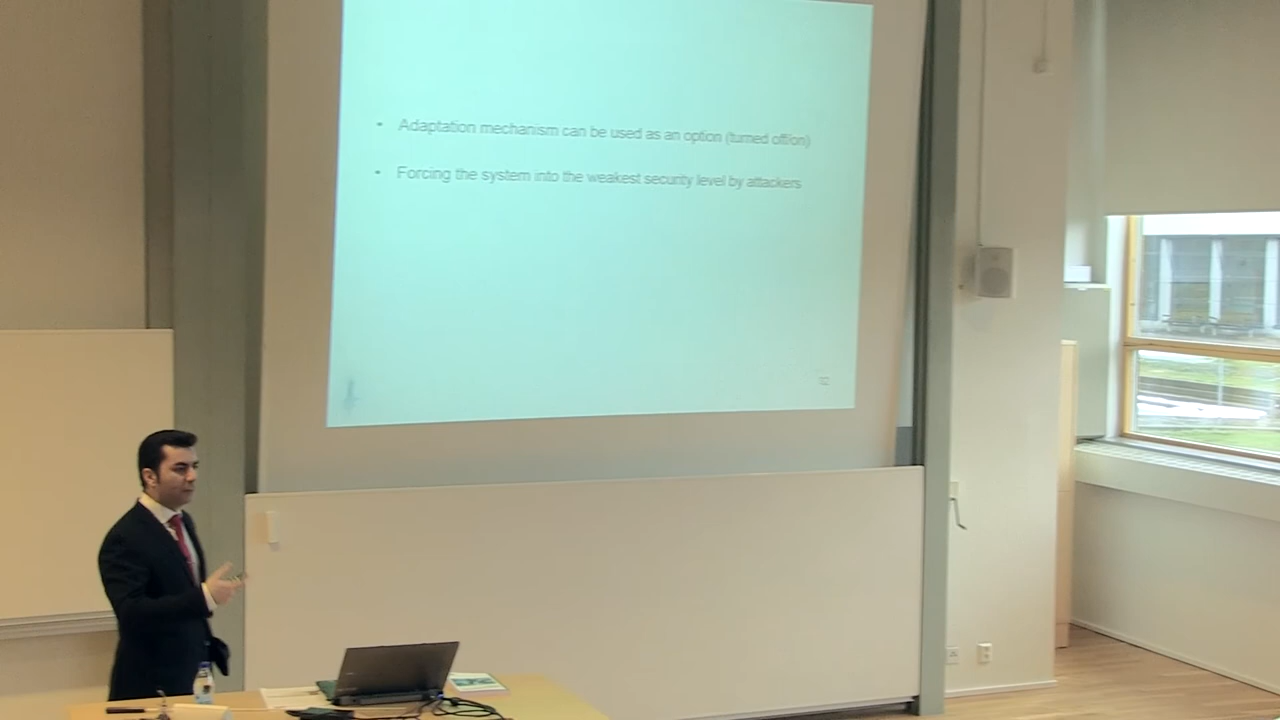 • Adaptation mechanism can be used as an option (turned off/on)
• Forcing the system into the weakest security level by attackers